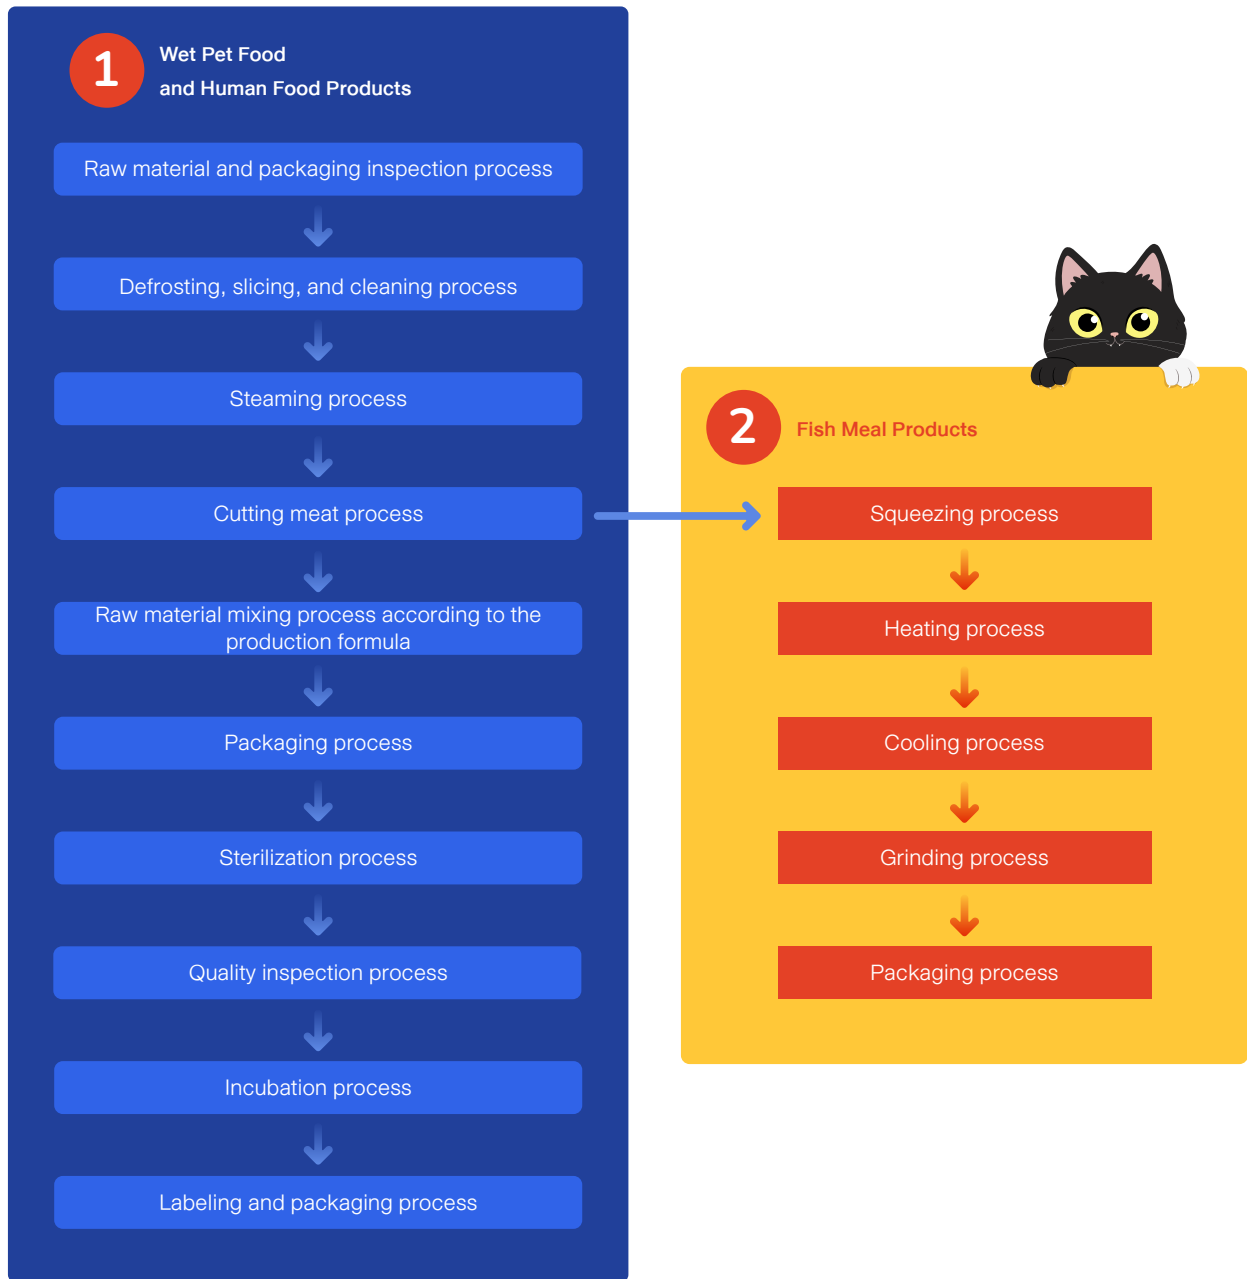 1
Wet Pet Food
and Human Food Products
Raw material and packaging inspection process
Defrosting, slicing, and cleaning process
Steaming process
Cutting meat process
Raw material mixing process according to the
production formula
Packaging process
Sterilization process
Quality inspection process
Incubation process
Labeling and packaging process
2
Fish Meal Products
Squeezing process
Heating process
Cooling process
Grinding process
Packaging process